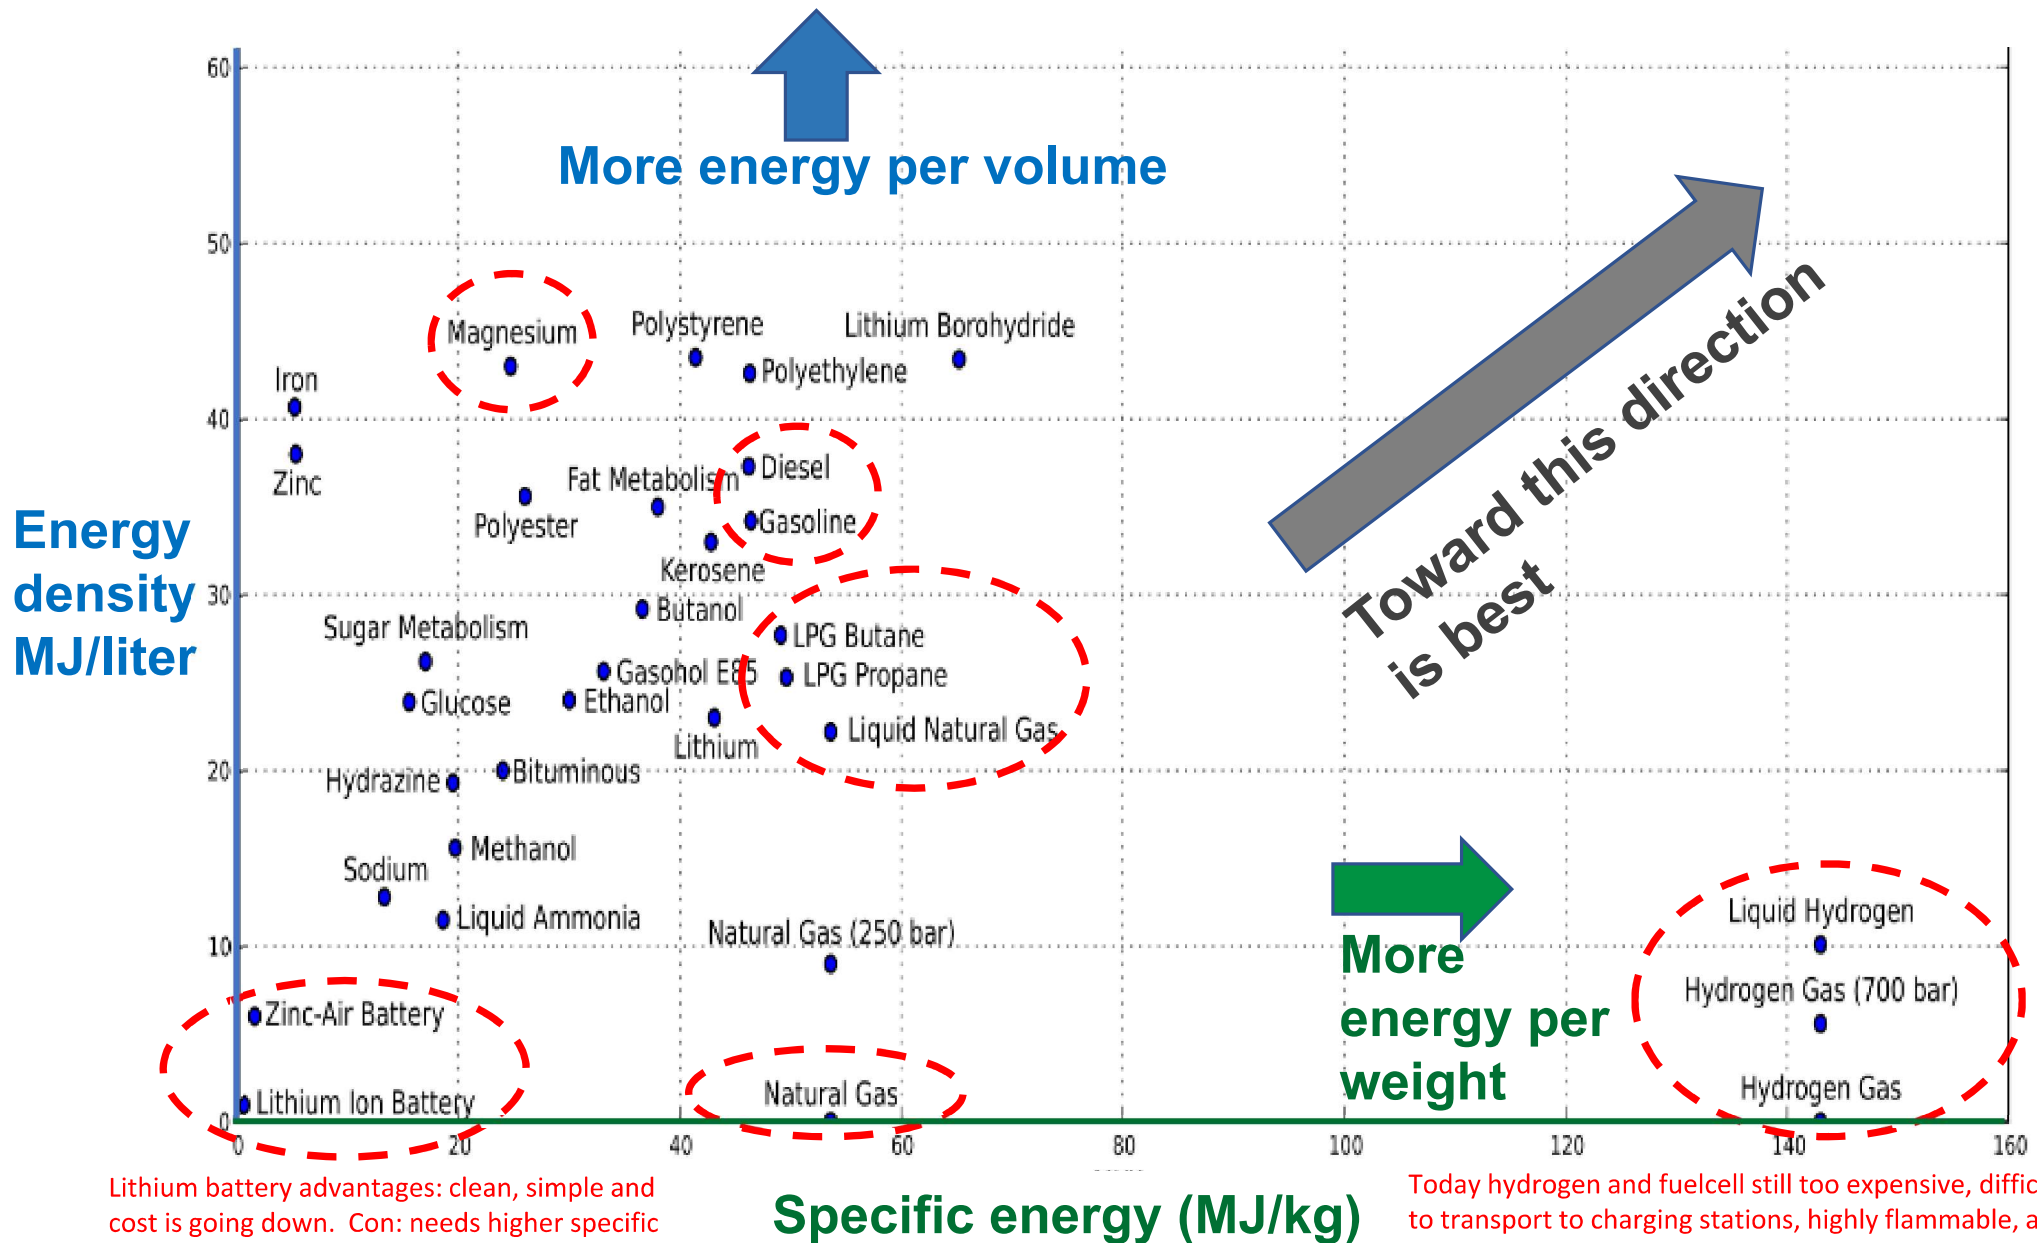 60
More energy per volume
50
Polystyrene
Lithium Borohydride
Magnesium
Polyethylene
Iron
40
Zinc
Diesel
Fat Metabolism
Polyester
Gasoline
Kerosene
Toward this direction
is best
Energy
density
MJ/liter
30
Butanol
Sugar Metabolism
LPG Butane
Gasohol E85
LPG Propane
Glucose
Ethanol
Liquid Natural Gas
Lithium
20
Hydrazine
Bituminous
Methanol
Sodium
Liquid Ammonia
Natural Gas (250 bar)
Liquid Hydrogen
10
More
energy per
weight
Hydrogen Gas (700 bar)
Zinc-Air Battery
Natural Gas
Hydrogen Gas
Lithium Ion Battery
0
0 20 40 60 80 100 120 140 160
Lithium battery advantages: clean, simple and
cost is going down. Con: needs higher specific
Specific energy (MJ/kg)
Today hydrogen and fuelcell still too expensive, diffic
to transport to charging stations, highly flammable, a